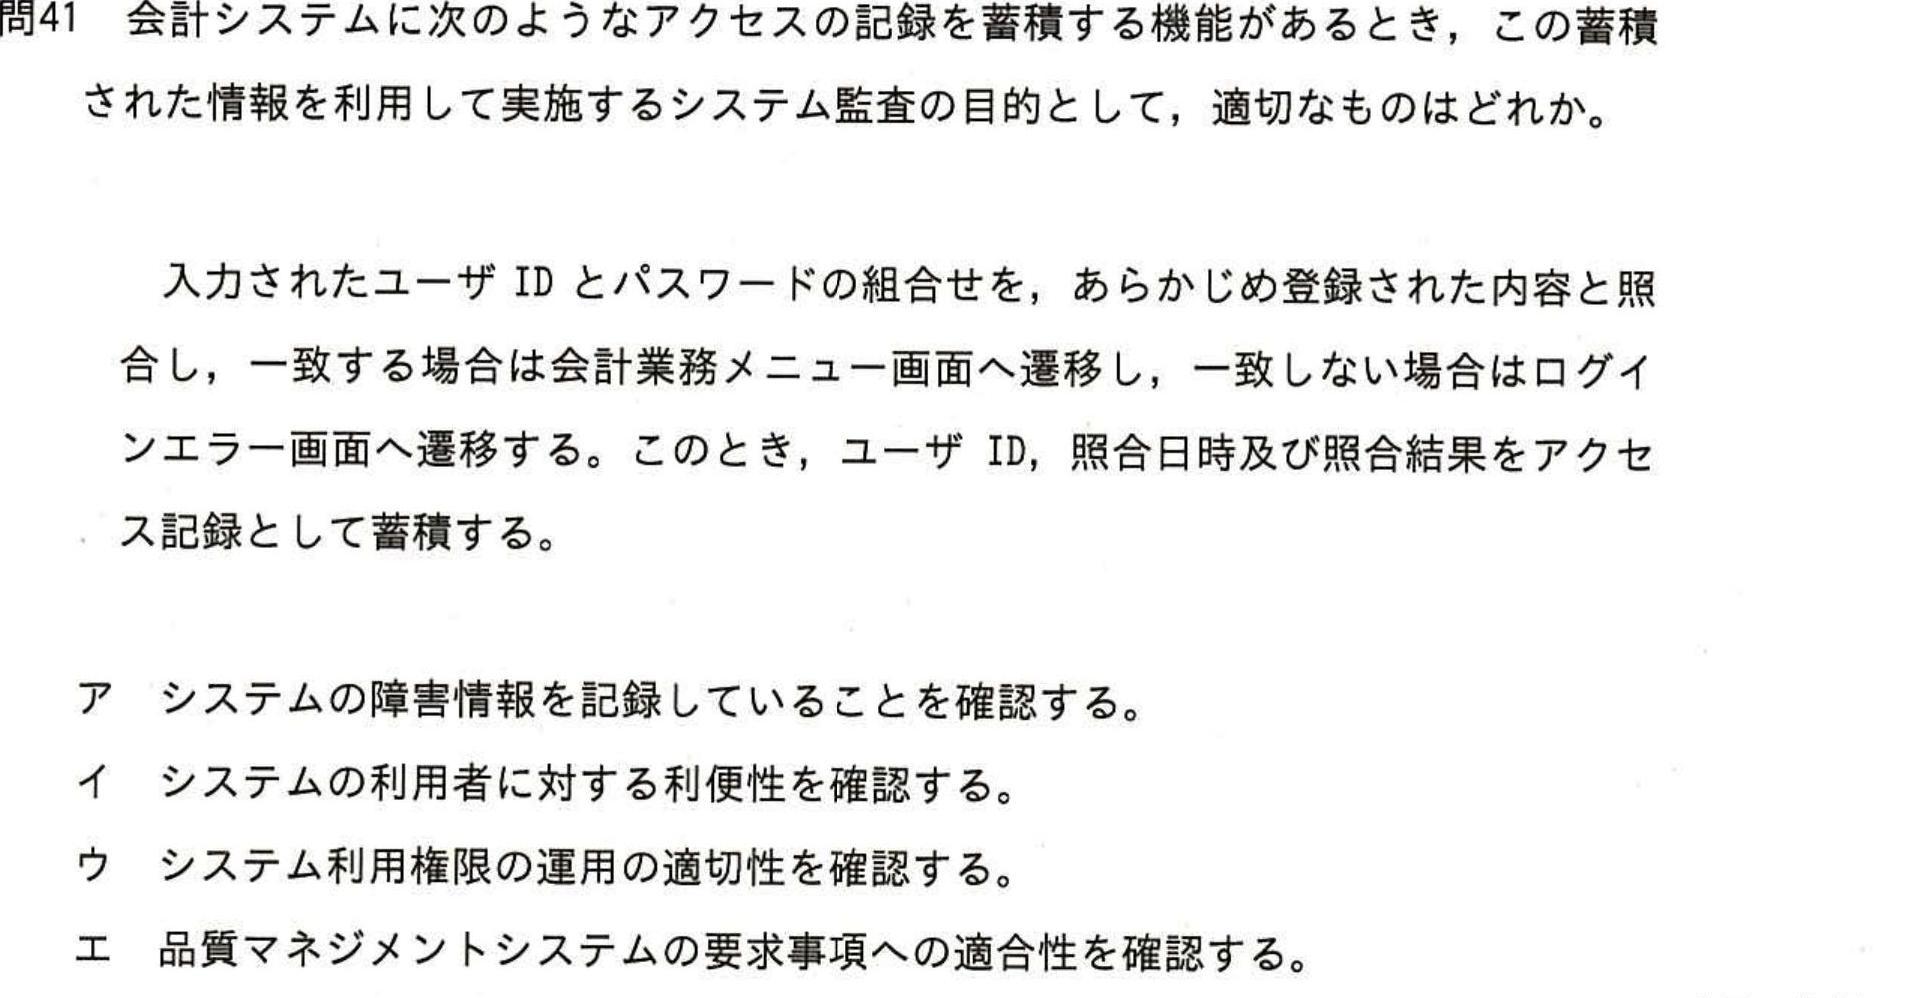 問41 会計システムに次のようなアクセスの記録を蓄積する機能があるとき，この蓄積
された情報を利用して実施するシステム監査の目的として，適切なものはどれか。
入力されたユーザ ID とパスワードの組合せを，あらかじめ登録された内容と照
合し，一致する場合は会計業務メニュー画面へ遷移し，一致しない場合はログイ
ンエラー画面へ遷移する。このとき，ユーザ ID，照合日時及び照合結果をアクセ
ス記録として蓄積する。
ア システムの障害情報を記録していることを確認する。
イ システムの利用者に対する利便性を確認する。
ウ システム利用権限の運用の適切性を確認する。
エ 品質マネジメントシステムの要求事項への適合性を確認する。